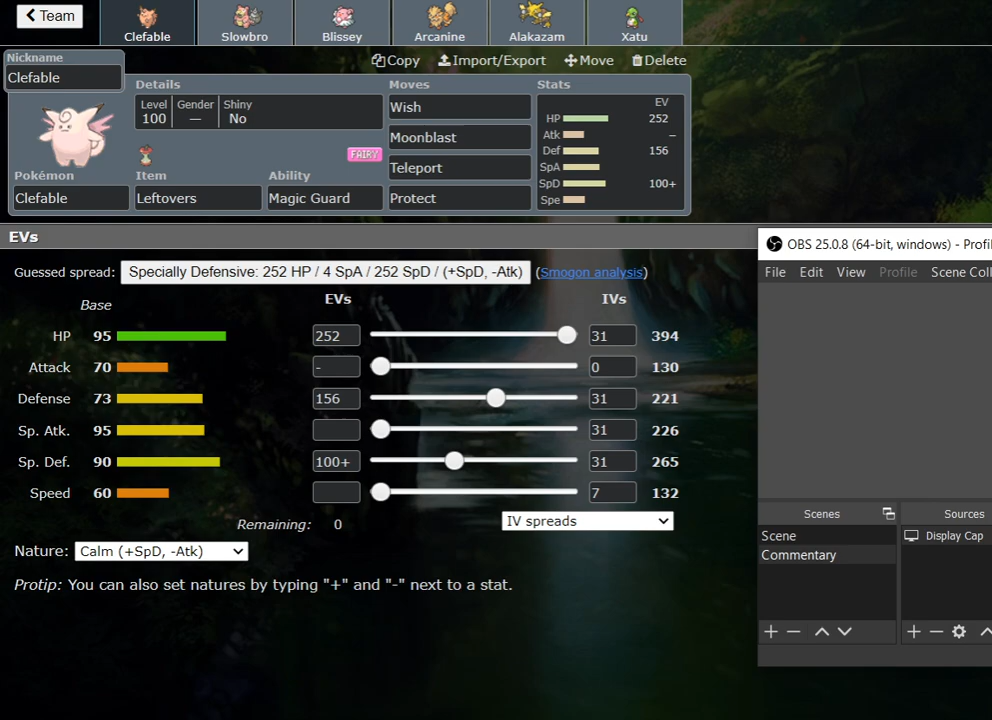 Team
Clefable
Slowbro
Blissey
Arcanine
Alakazam
Xatu
Copy Import/Export Move Delete
Nickname
Clefable
Details
Level Gender Shiny
100 — No
FAIRY
Pokémon Item Ability
Clefable Leftovers Magic Guard
Moves
Wish
Moonblast
Teleport
Protect
Stats
EV
HP 252
Atk –
Def 156
SpA
SpD 100+
Spe
EVs
Guessed spread: Specially Defensive: 252 HP / 4 SpA / 252 SpD / (+SpD, -Atk) (Smogon analysis)
Base EVs IVs
HP 95 252 31 394
Attack 70 - 0 130
Defense 73 156 31 221
Sp. Atk. 95 31 226
Sp. Def. 90 100+ 31 265
Speed 60 7 132
Remaining: 0 IV spreads
Nature: Calm (+SpD, -Atk)
Protip: You can also set natures by typing "+" and "-" next to a stat.
OBS 25.0.8 (64-bit, windows) - Profil
File Edit View Profile Scene Coll
Scenes Sources
Scene Display Cap
Commentary